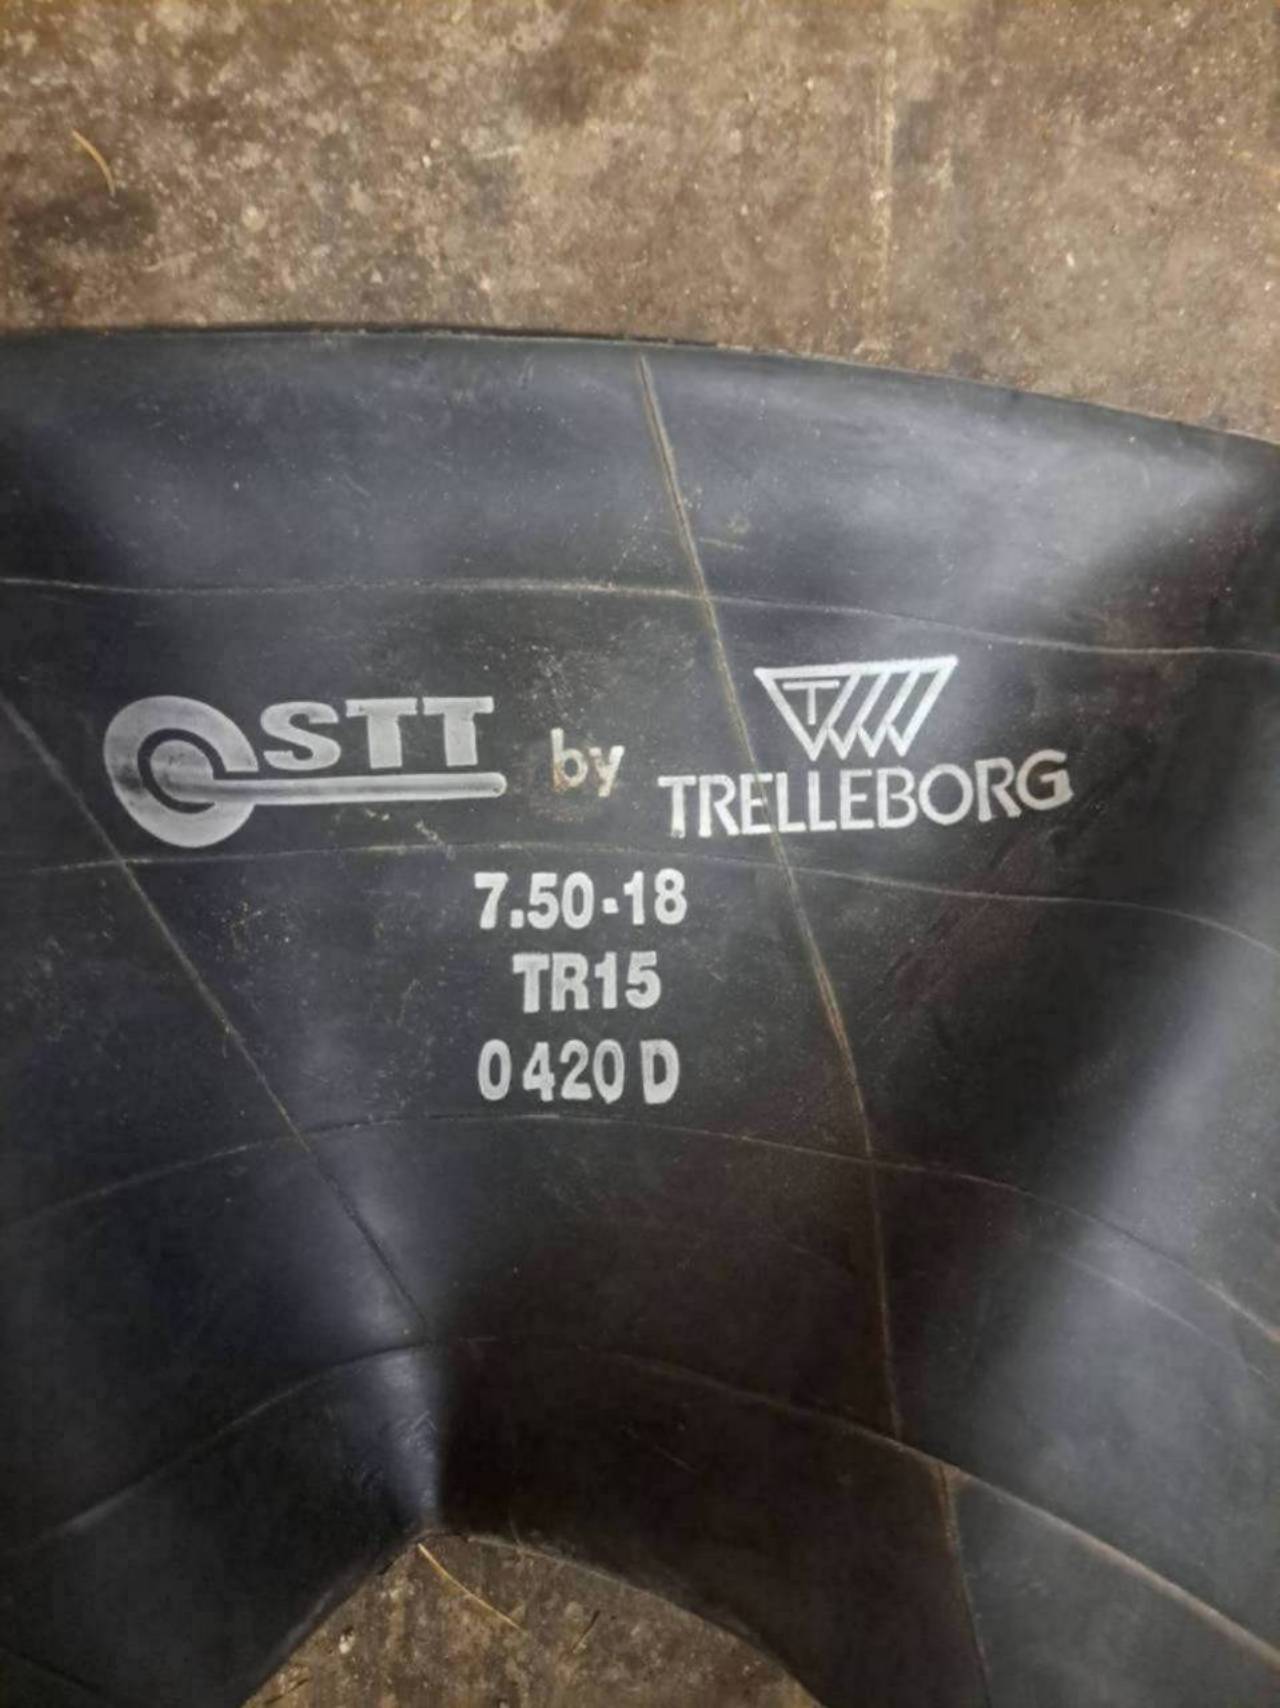 STT by TRELLEBORG
7.50-18
TR15
0420 D